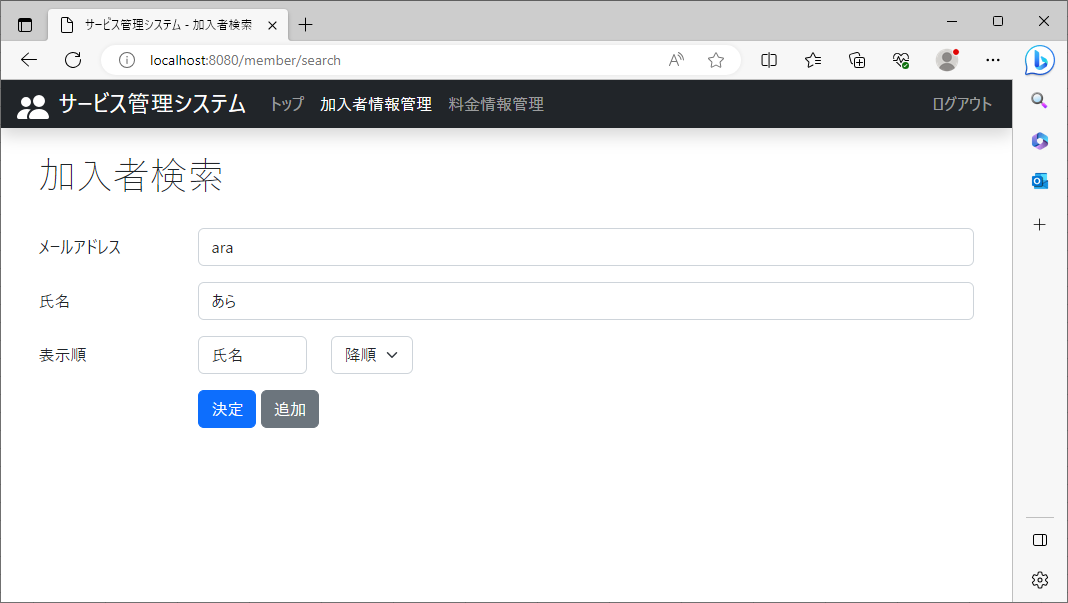 サービス管理システム - 加入者検索
localhost:8080/member/search
サービス管理システム トップ 加入者情報管理 料金情報管理 ログアウト
加入者検索
メールアドレス ara
氏名 あら
表示順 氏名 降順
決定 追加